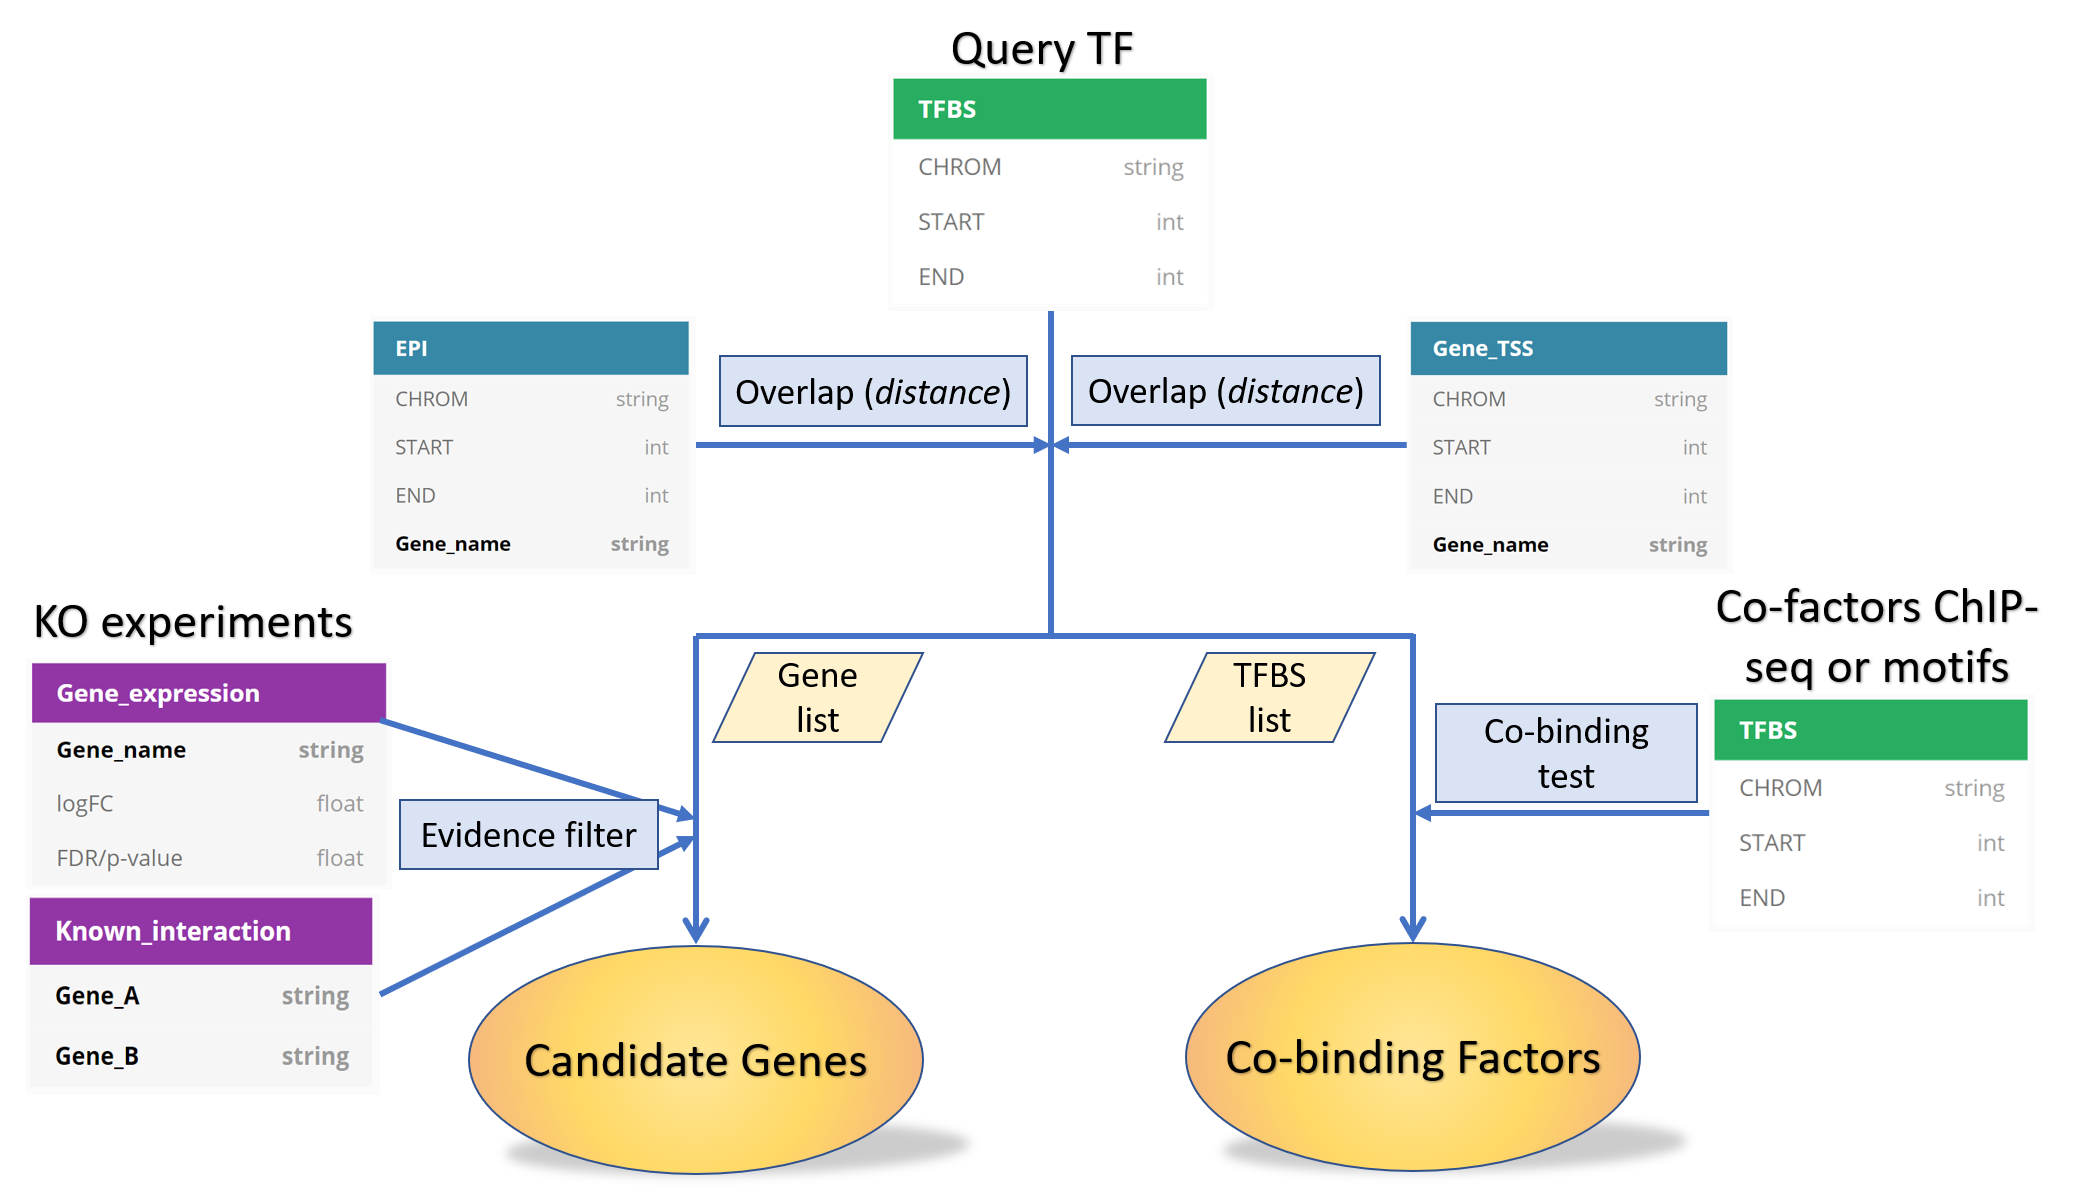 Query TF
TFBS
CHROM string
START int
END int
EPI
CHROM string
START int
END int
Gene_name string
Overlap (distance)
Overlap (distance)
Gene_TSS
CHROM string
START int
END int
Gene_name string
KO experiments
Gene_expression
Gene_name string
logFC float
FDR/p-value float
Known_interaction
Gene_A string
Gene_B string
Evidence filter
Gene
list
TFBS
list
Co-binding
test
Co-factors ChIP-
seq or motifs
TFBS
CHROM string
START int
END int
Candidate Genes
Co-binding Factors